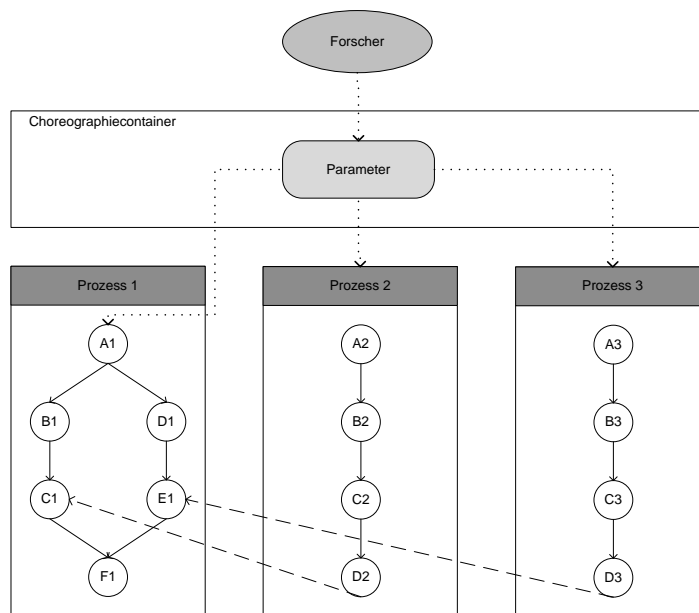 Forscher
Choreographiecontainer
Parameter
Prozess 1
Prozess 2
Prozess 3
A1
A2
A3
B1
D1
B2
B3
C1
E1
C2
C3
F1
D2
D3